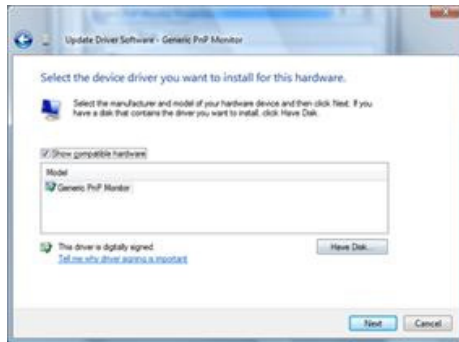 Update Driver Software - Generic PnP Monitor
Select the device driver you want to install for this hardware.
Select the manufacturer and model of your hardware device and then click Next. If you
have a disk that contains the driver you want to install, click Have Disk.
Show compatible hardware
Model
Generic PnP Monitor
This driver is digitally signed.
Have Disk...
Tell me why driver signing is important
Next
Cancel